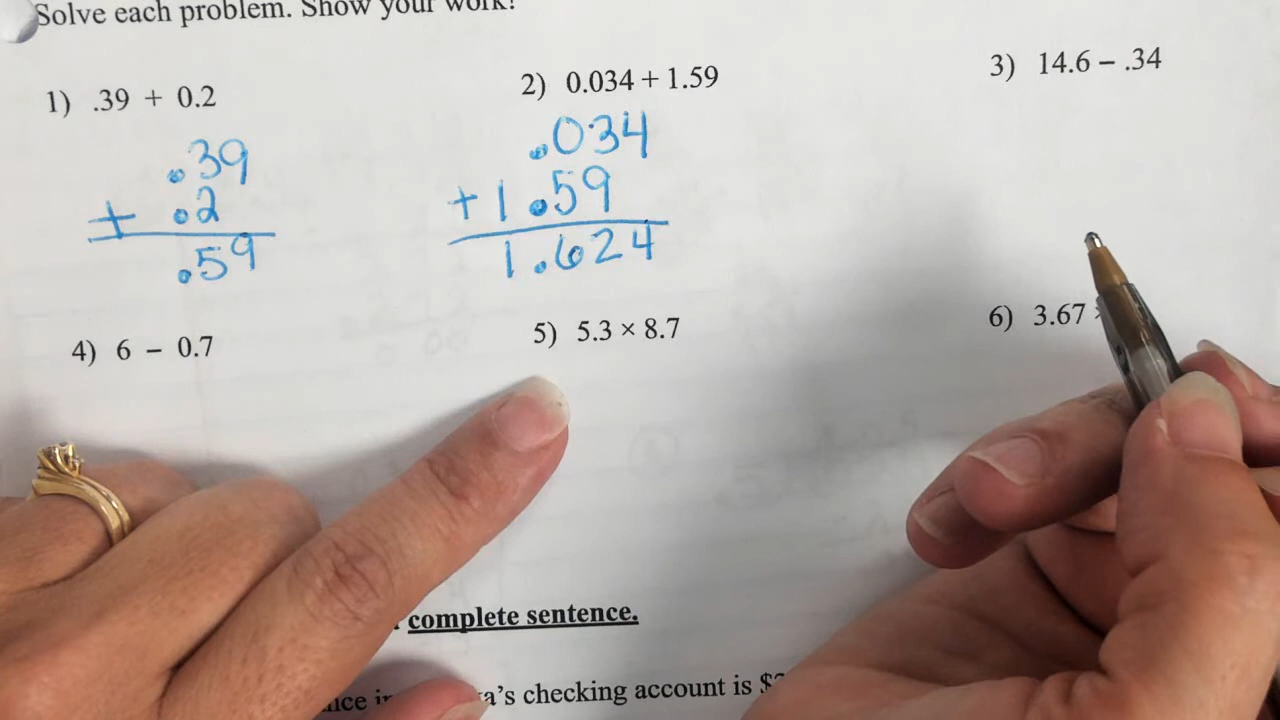 Solve each problem. Show your work!
1) .39 + 0.2
2) 0.034 + 1.59
3) 14.6 – .34
.39
+ .2
.59
.034
+ 1.59
1.624
4) 6 – 0.7
5) 5.3 × 8.7
6) 3.67
complete sentence.
's checking account is $